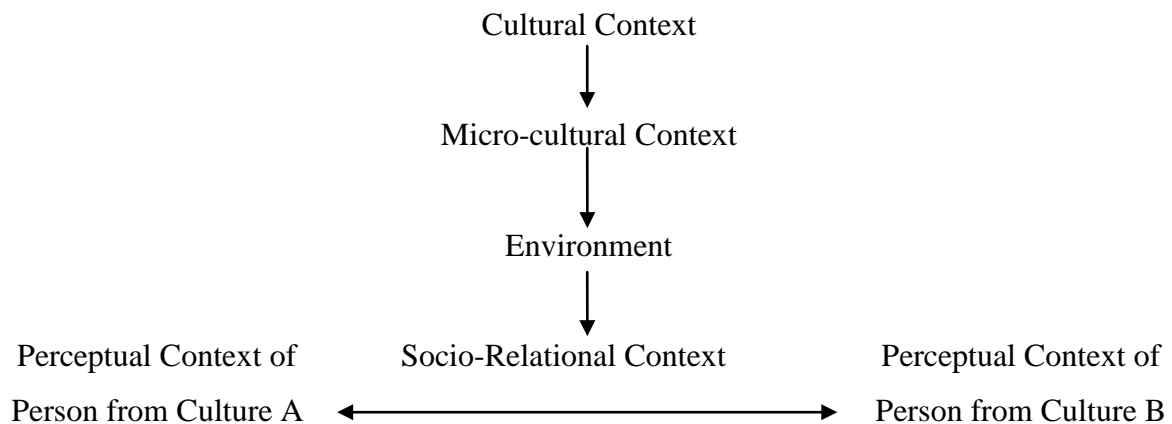 Cultural Context
Micro-cultural Context
Environment
Perceptual Context of
Person from Culture A
Socio-Relational Context
Perceptual Context of
Person from Culture B